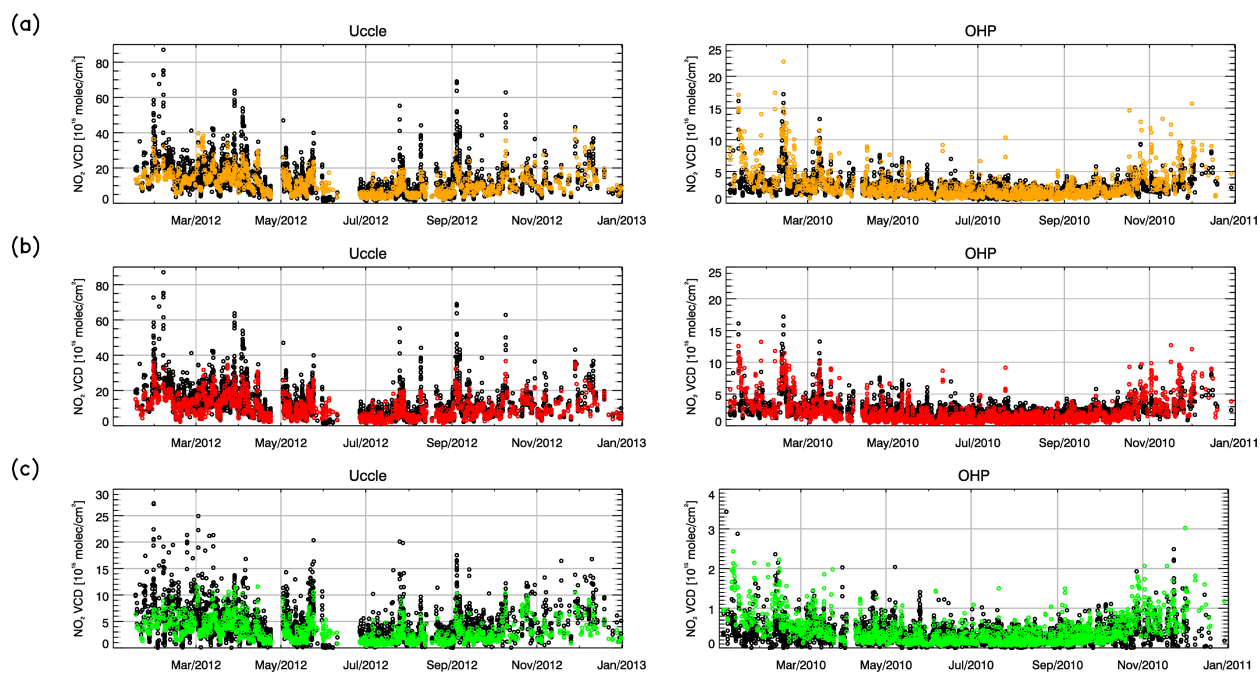 (a)
Uccle
OHP
NO₂ VCD [10¹⁵ molec/cm²]
80
60
40
20
0
Mar/2012 May/2012 Jul/2012 Sep/2012 Nov/2012 Jan/2013
NO₂ VCD [10¹⁵ molec/cm²]
25
20
15
10
5
0
Mar/2010 May/2010 Jul/2010 Sep/2010 Nov/2010 Jan/2011
(b)
Uccle
OHP
NO₂ VCD [10¹⁵ molec/cm²]
80
60
40
20
0
Mar/2012 May/2012 Jul/2012 Sep/2012 Nov/2012 Jan/2013
NO₂ VCD [10¹⁵ molec/cm²]
25
20
15
10
5
0
Mar/2010 May/2010 Jul/2010 Sep/2010 Nov/2010 Jan/2011
(c)
Uccle
OHP
NO₂ VCD [10¹⁵ molec/cm²]
30
25
20
15
10
5
0
Mar/2012 May/2012 Jul/2012 Sep/2012 Nov/2012 Jan/2013
NO₂ VCD [10¹⁵ molec/cm²]
4
3
2
1
0
Mar/2010 May/2010 Jul/2010 Sep/2010 Nov/2010 Jan/2011